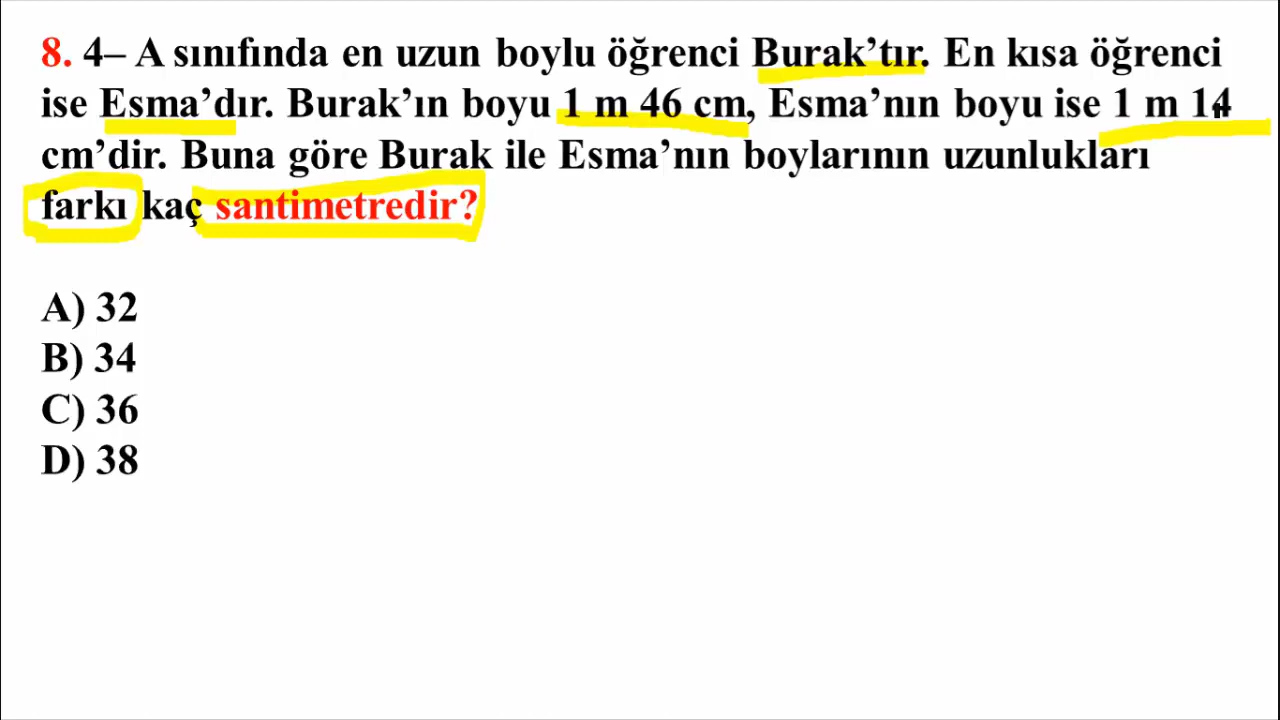 8. 4– A sınıfında en uzun boylu öğrenci Burak’tır. En kısa öğrenci
ise Esma’dır. Burak’ın boyu 1 m 46 cm, Esma’nın boyu ise 1 m 14
cm’dir. Buna göre Burak ile Esma’nın boylarının uzunlukları
farkı kaç santimetredir?
A) 32
B) 34
C) 36
D) 38